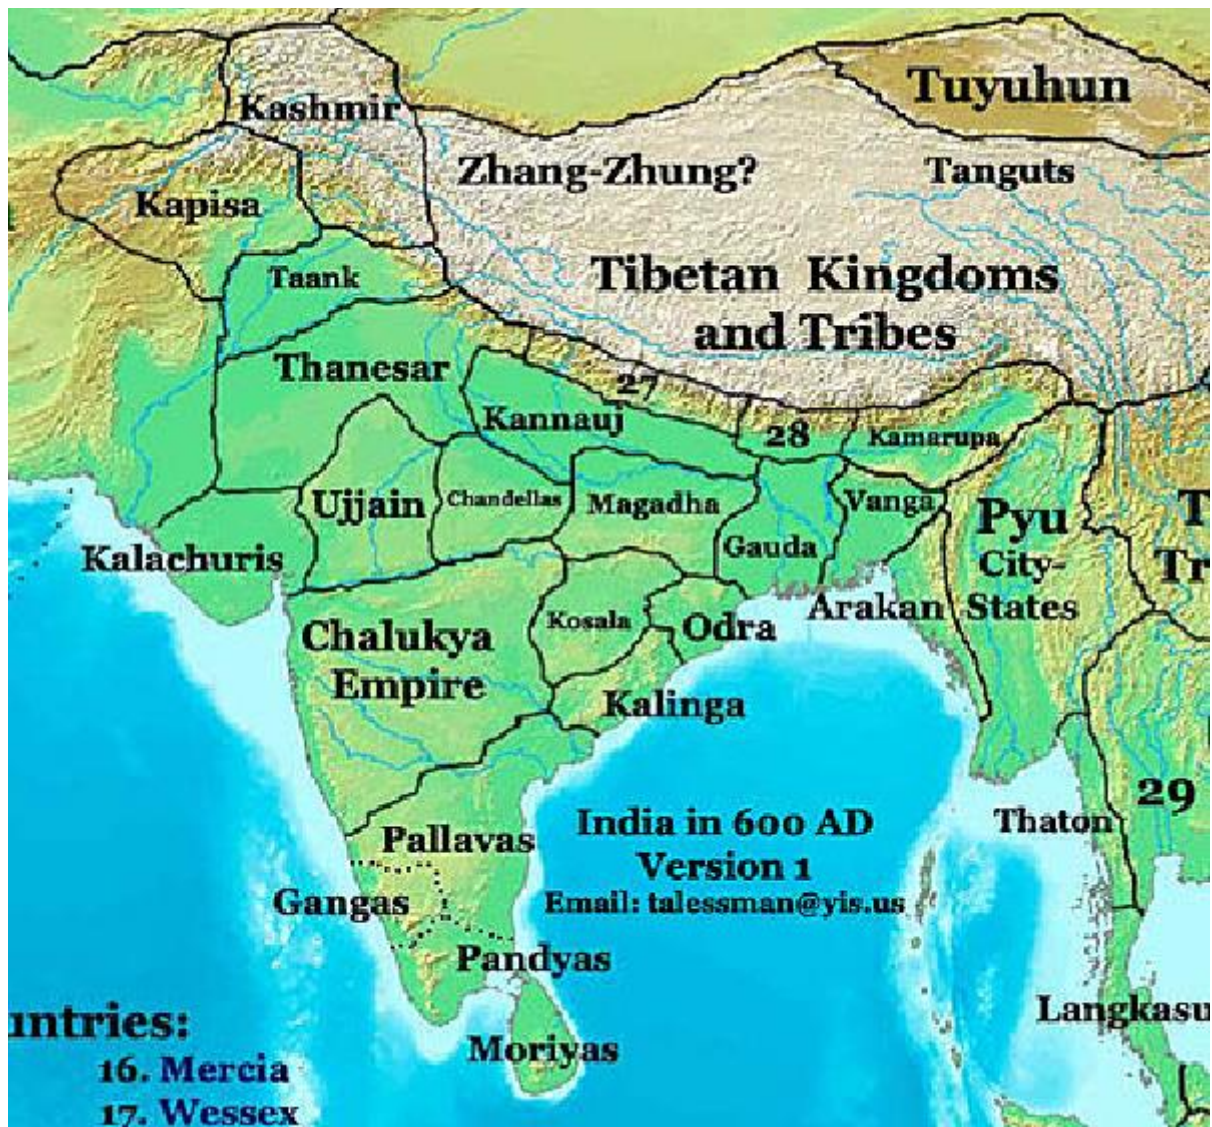 Tuyuhun
Kashmir
Zhang-Zhung?
Tanguts
Kapisa
Taank
Tibetan Kingdoms
and Tribes
Thanesar
27
Kannauj
28
Kamarupa
Ujjain
Chandellas
Magadha
Vanga
Pyu
City-
States
T
Tr
Gauda
Kalachuris
Arakan
Chalukya
Empire
Kosala
Odra
Kalinga
29
Thaton
Pallavas
India in 600 AD
Version 1
Email: talessman@yis.us
Gangas
Pandyas
Langkasu
Moriyas
untries:
16. Mercia
17. Wessex